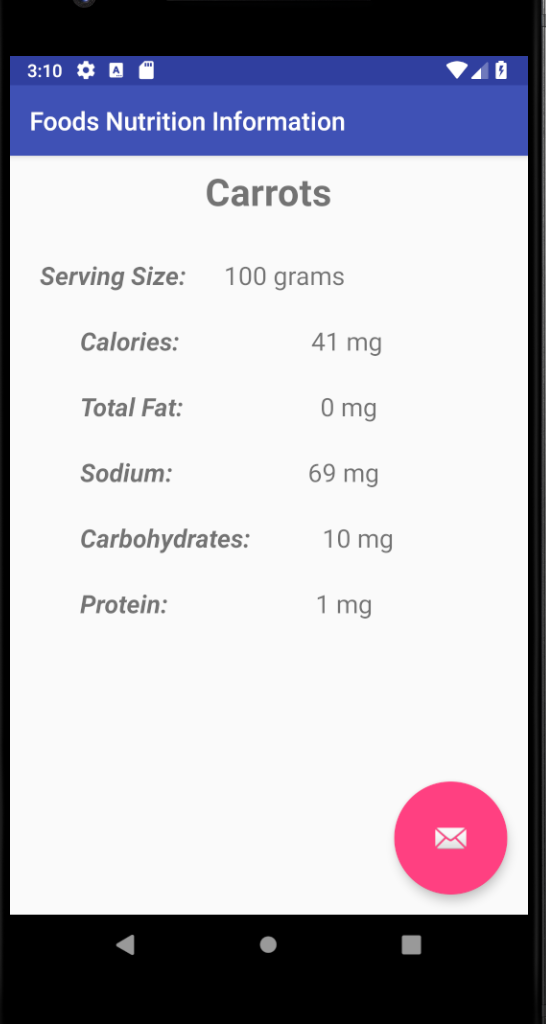 3:10
Foods Nutrition Information
Carrots
Serving Size: 100 grams
Calories: 41 mg
Total Fat: 0 mg
Sodium: 69 mg
Carbohydrates: 10 mg
Protein: 1 mg